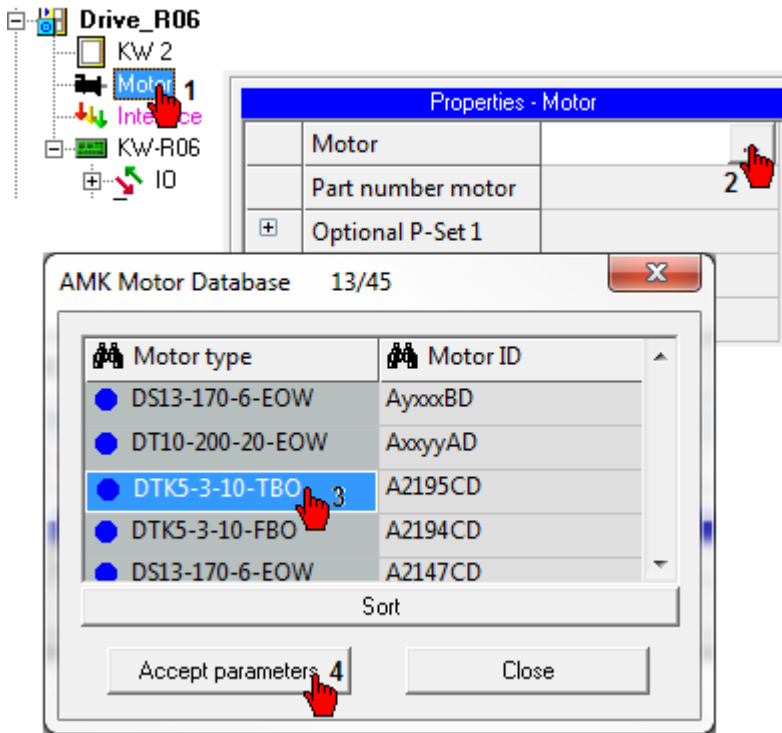 Drive_R06
KW 2
Motor 1
Interface
KW-R06
IO
Properties - Motor
Motor ...
Part number motor 2
Optional P-Set 1
AMK Motor Database 13/45
Motor type Motor ID
DS13-170-6-EOW AyxxxBD
DT10-200-20-EOW AxxyyAD
DTK5-3-10-TBO 3 A2195CD
DTK5-3-10-FBO A2194CD
DS13-170-6-EOW A2147CD
Sort
Accept parameters 4 Close